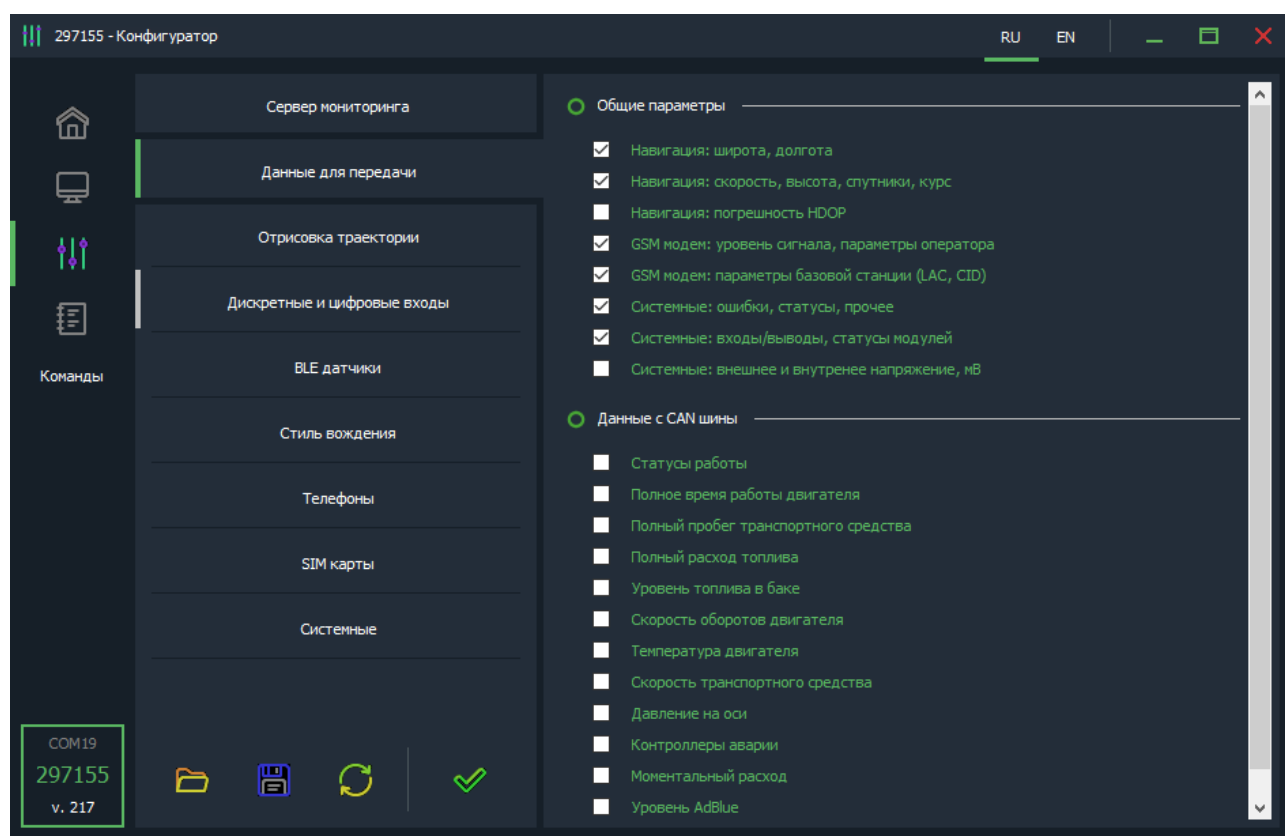 297155 - Конфигуратор
RU
EN
Команды
COM19
297155
v. 217
Сервер мониторинга
Данные для передачи
Отрисовка траектории
Дискретные и цифровые входы
BLE датчики
Стиль вождения
Телефоны
SIM карты
Системные
Общие параметры
Навигация: широта, долгота
Навигация: скорость, высота, спутники, курс
Навигация: погрешность HDOP
GSM модем: уровень сигнала, параметры оператора
GSM модем: параметры базовой станции (LAC, CID)
Системные: ошибки, статусы, прочее
Системные: входы/выводы, статусы модулей
Системные: внешнее и внутренее напряжение, мВ
Данные с CAN шины
Статусы работы
Полное время работы двигателя
Полный пробег транспортного средства
Полный расход топлива
Уровень топлива в баке
Скорость оборотов двигателя
Температура двигателя
Скорость транспортного средства
Давление на оси
Контроллеры аварии
Моментальный расход
Уровень AdBlue